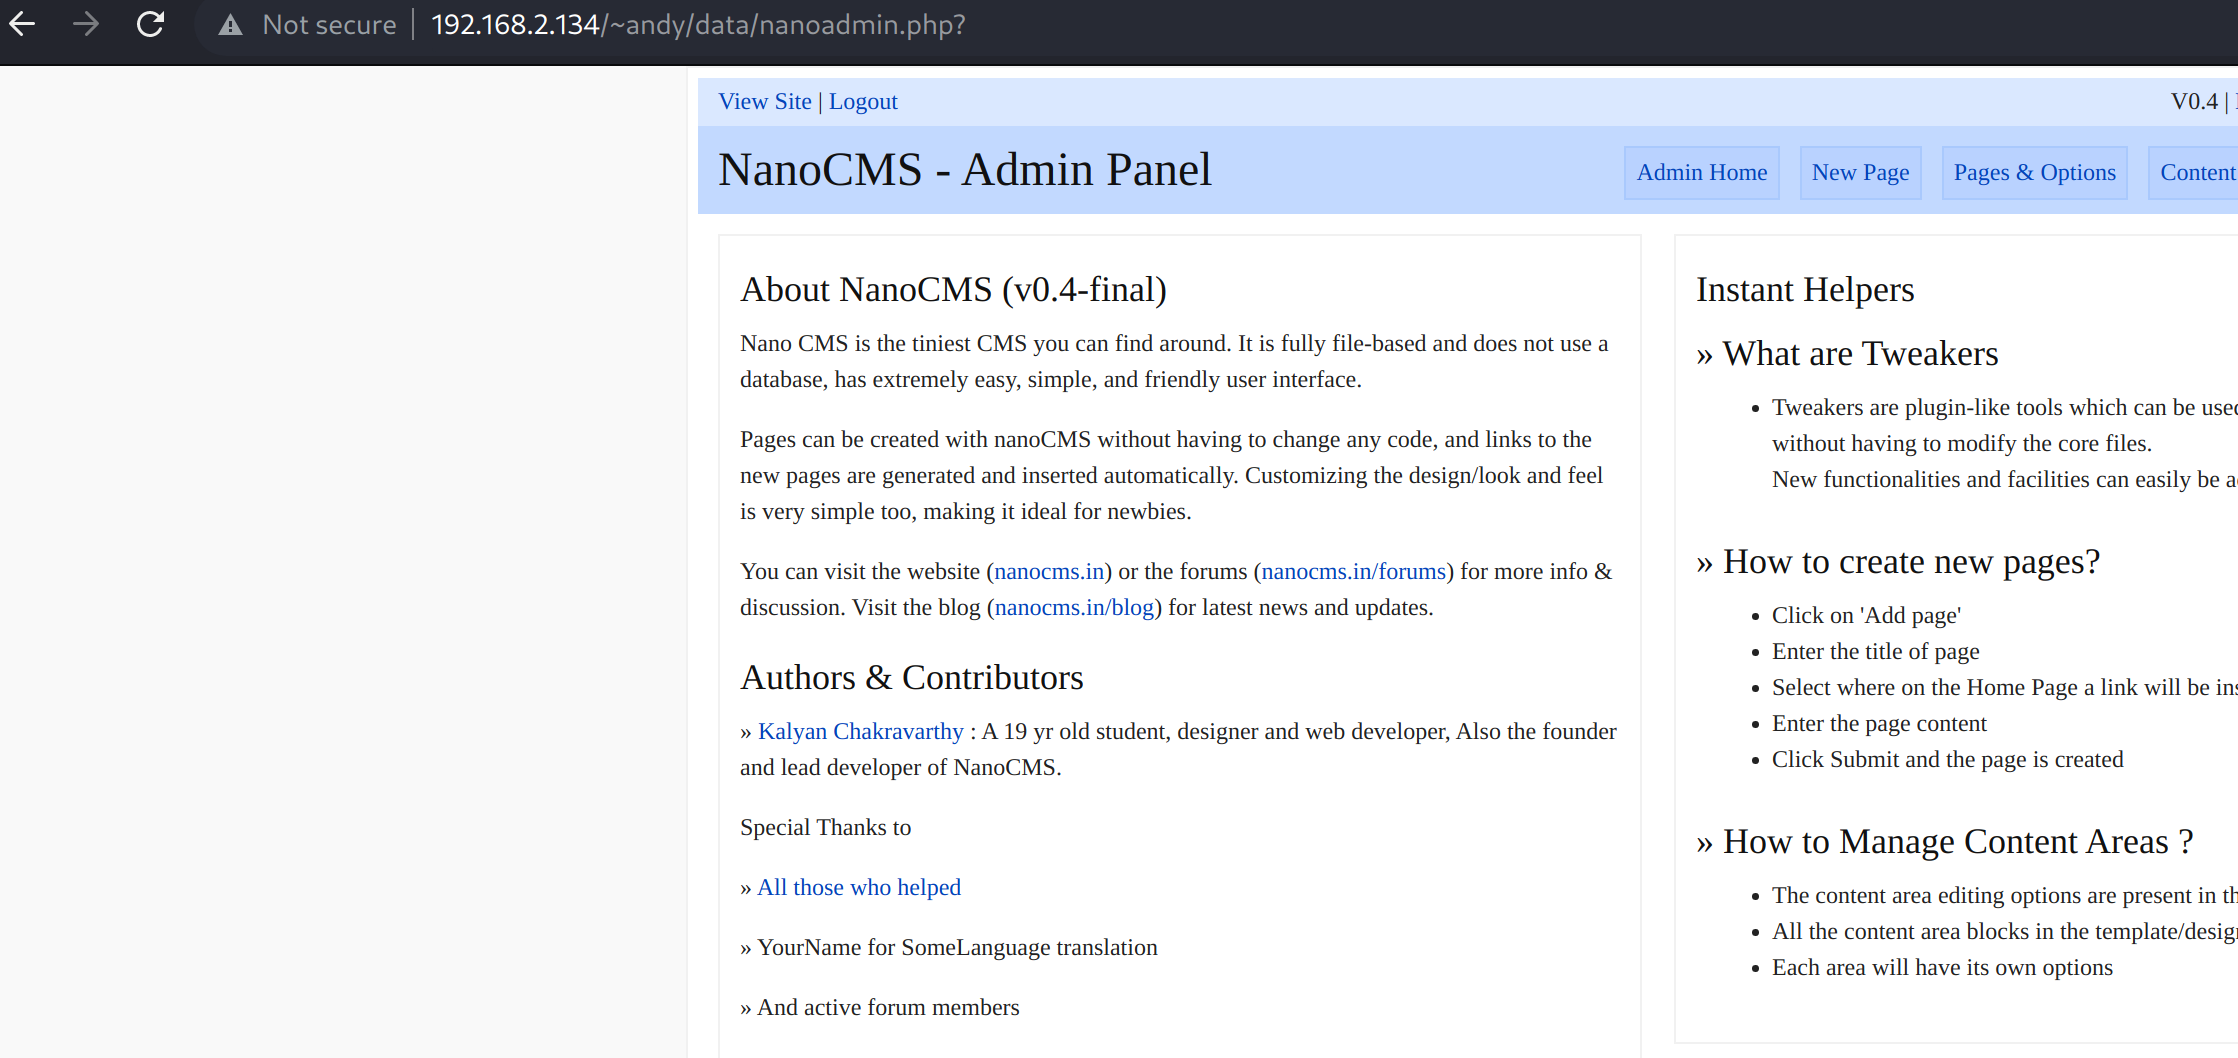 Not secure 192.168.2.134/~andy/data/nanoadmin.php?
View Site | Logout
V0.4 |
NanoCMS - Admin Panel
Admin Home
New Page
Pages & Options
Content
About NanoCMS (v0.4-final)
Nano CMS is the tiniest CMS you can find around. It is fully file-based and does not use a
database, has extremely easy, simple, and friendly user interface.
Pages can be created with nanoCMS without having to change any code, and links to the
new pages are generated and inserted automatically. Customizing the design/look and feel
is very simple too, making it ideal for newbies.
You can visit the website (nanocms.in) or the forums (nanocms.in/forums) for more info &
discussion. Visit the blog (nanocms.in/blog) for latest news and updates.
Authors & Contributors
» Kalyan Chakravarthy : A 19 yr old student, designer and web developer, Also the founder
and lead developer of NanoCMS.
Special Thanks to
» All those who helped
» YourName for SomeLanguage translation
» And active forum members
Instant Helpers
» What are Tweakers
• Tweakers are plugin-like tools which can be used
without having to modify the core files.
New functionalities and facilities can easily be
» How to create new pages?
• Click on 'Add page'
• Enter the title of page
• Select where on the Home Page a link will be
• Enter the page content
• Click Submit and the page is created
» How to Manage Content Areas ?
• The content area editing options are present in
• All the content area blocks in the template/design
• Each area will have its own options